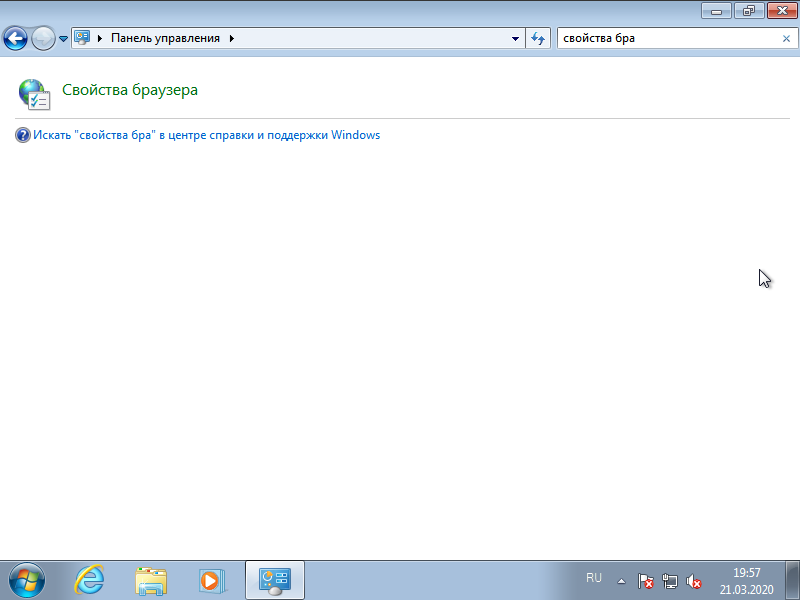 Панель управления
свойства бра
Свойства браузера
Искать "свойства бра" в центре справки и поддержки Windows
RU
19:57
21.03.2020